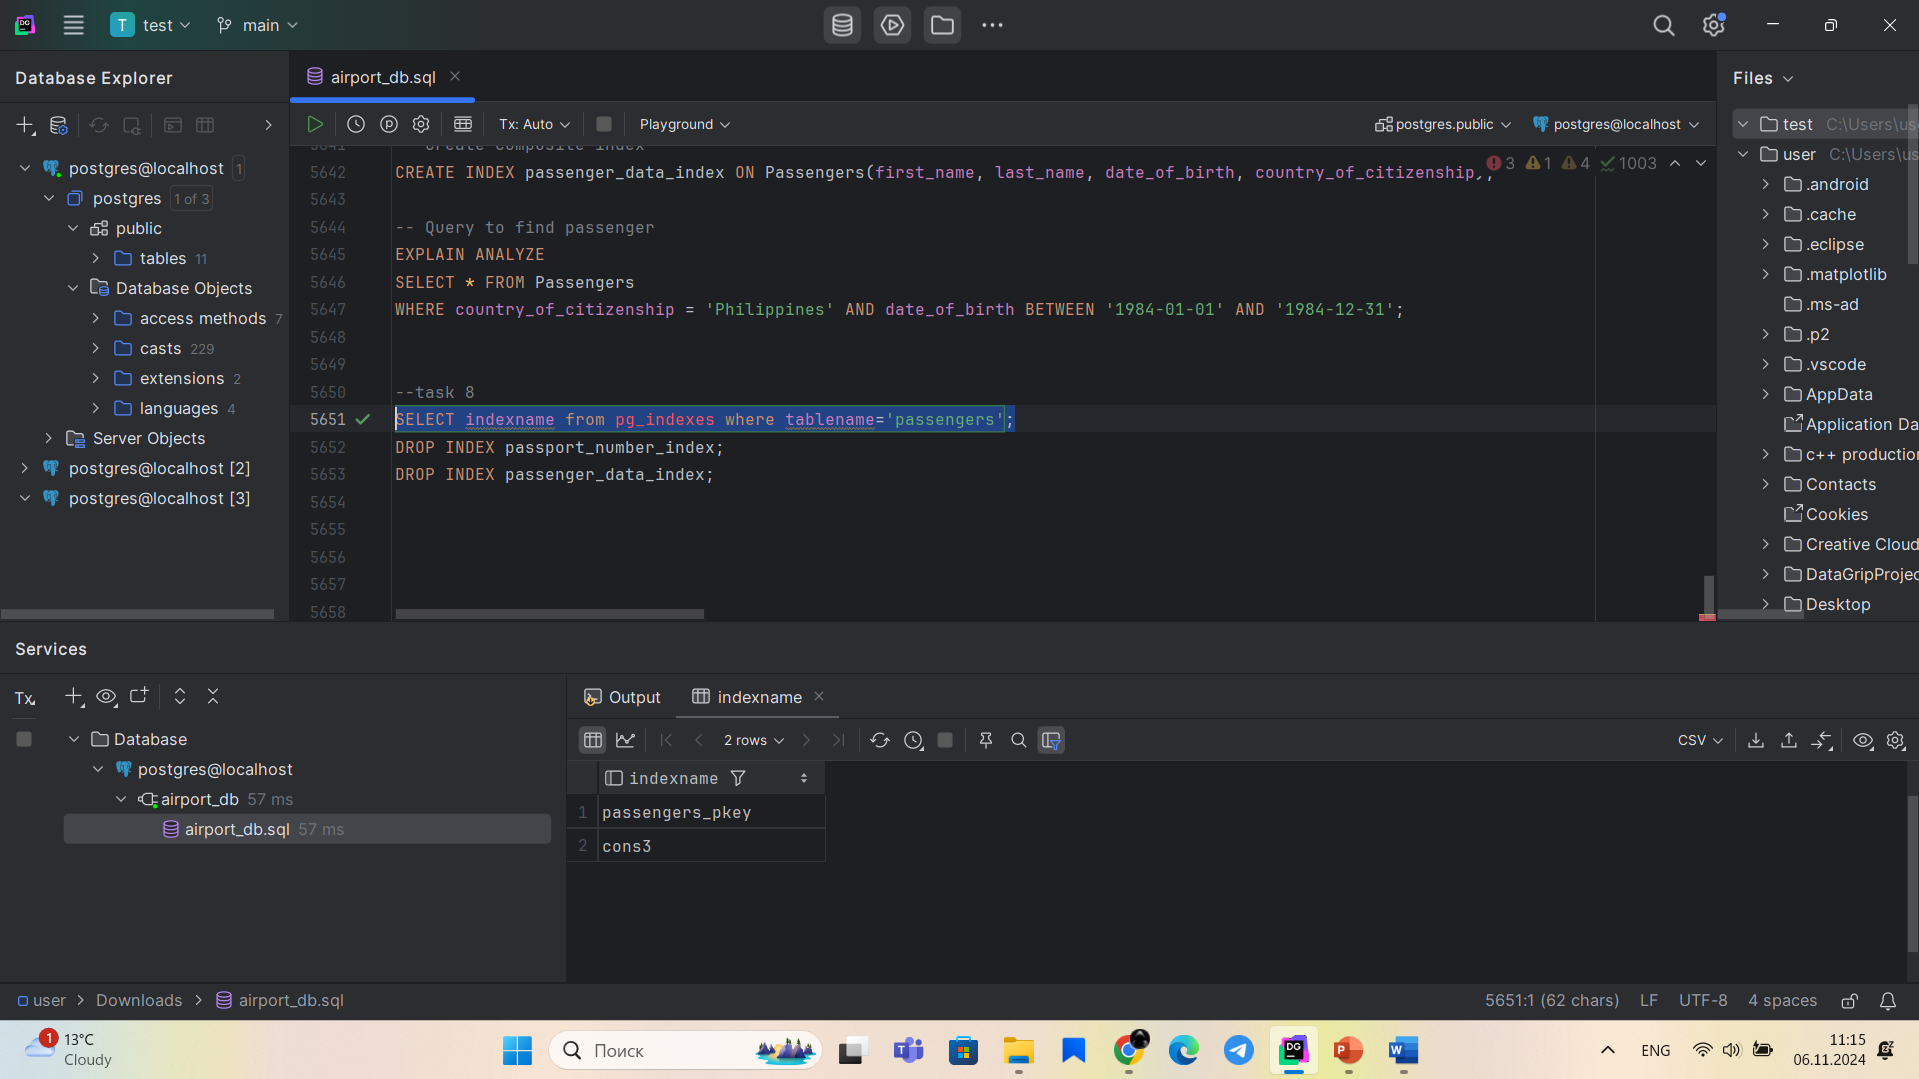 T test main
Database Explorer
airport_db.sql
Files
Tx: Auto
Playground
postgres.public
postgres@localhost
postgres@localhost 1
postgres 1 of 3
public
tables 11
Database Objects
access methods 7
casts 229
extensions 2
languages 4
Server Objects
postgres@localhost [2]
postgres@localhost [3]
3 1 4 1003
5642 CREATE INDEX passenger_data_index ON Passengers(first_name, last_name, date_of_birth, country_of_citizenship);
5643
5644 -- Query to find passenger
5645 EXPLAIN ANALYZE
5646 SELECT * FROM Passengers
5647 WHERE country_of_citizenship = 'Philippines' AND date_of_birth BETWEEN '1984-01-01' AND '1984-12-31';
5648
5649
5650 --task 8
5651 SELECT indexname from pg_indexes where tablename='passengers';
5652 DROP INDEX passport_number_index;
5653 DROP INDEX passenger_data_index;
5654
5655
5656
5657
5658
test C:\Users\us
user C:\Users\us
.android
.cache
.eclipse
.matplotlib
.ms-ad
.p2
.vscode
AppData
Application Da
c++ production
Contacts
Cookies
Creative Cloud
DataGripProjec
Desktop
Services
Tx
Database
postgres@localhost
airport_db 57 ms
airport_db.sql 57 ms
Output
indexname
2 rows
CSV
indexname
1 passengers_pkey
2 cons3
user > Downloads > airport_db.sql
5651:1 (62 chars) LF UTF-8 4 spaces
1
13°C
Cloudy
Поиск
ENG
11:15
06.11.2024